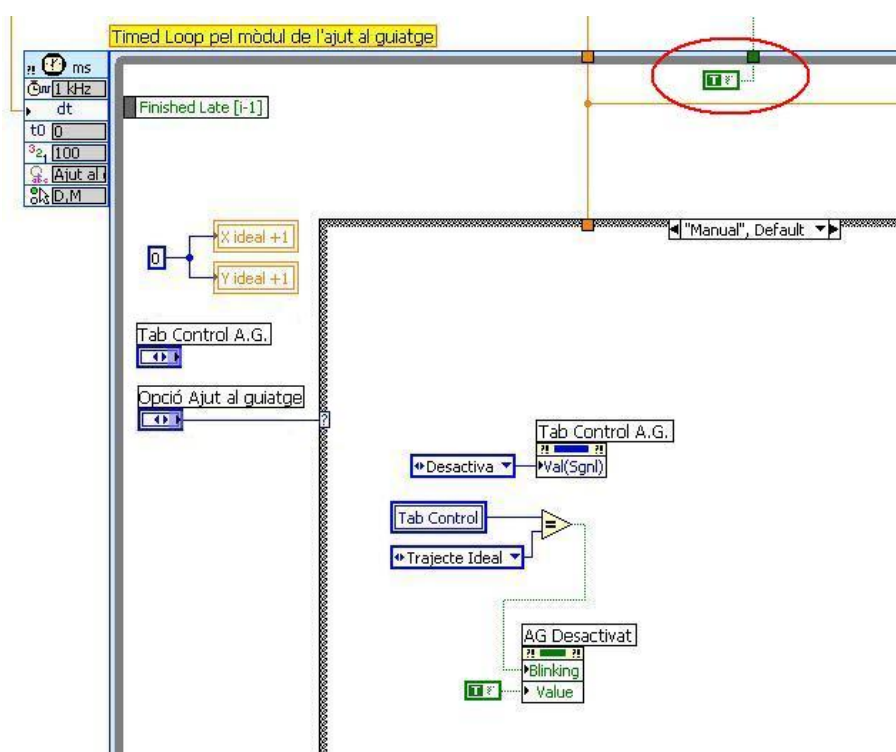 Timed Loop pel mòdul de l'ajut al guiatge
ms
1 kHz
dt
t0 0
100
Ajut al
D,M
Finished Late [i-1]
T F
"Manual", Default
0
X ideal +1
Y ideal +1
Tab Control A.G.
Opció Ajut al guiatge
?
Tab Control A.G.
Desactiva
Val(Sgnl)
Tab Control
=
Trajecte Ideal
AG Desactivat
Blinking
T F
Value